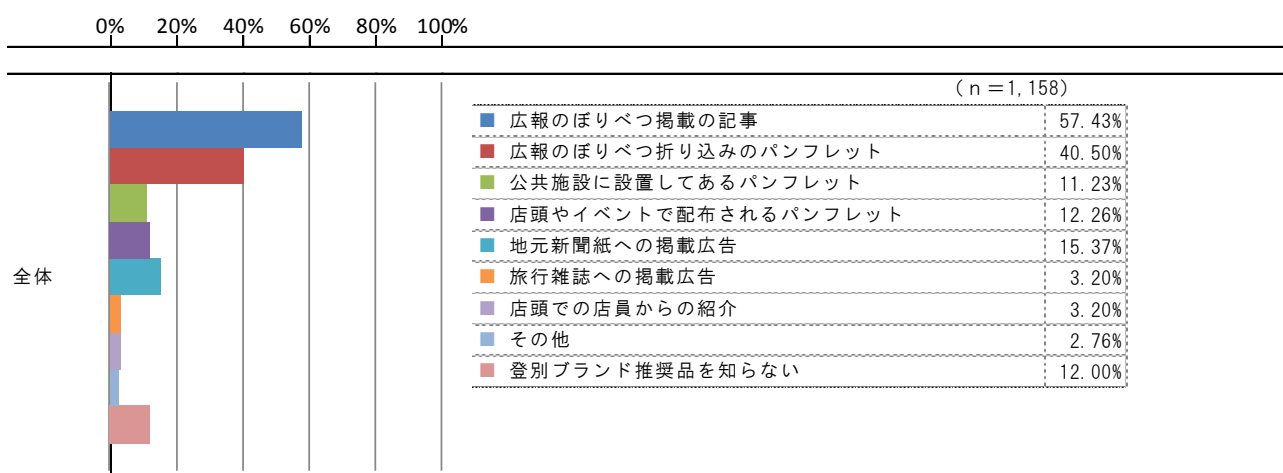 0% 20% 40% 60% 80% 100%
(n=1,158)
広報のぼりべつ掲載の記事 57.43%
広報のぼりべつ折り込みのパンフレット 40.50%
公共施設に設置してあるパンフレット 11.23%
店頭やイベントで配布されるパンフレット 12.26%
地元新聞紙への掲載広告 15.37%
全体
旅行雑誌への掲載広告 3.20%
店頭での店員からの紹介 3.20%
その他 2.76%
登別ブランド推奨品を知らない 12.00%